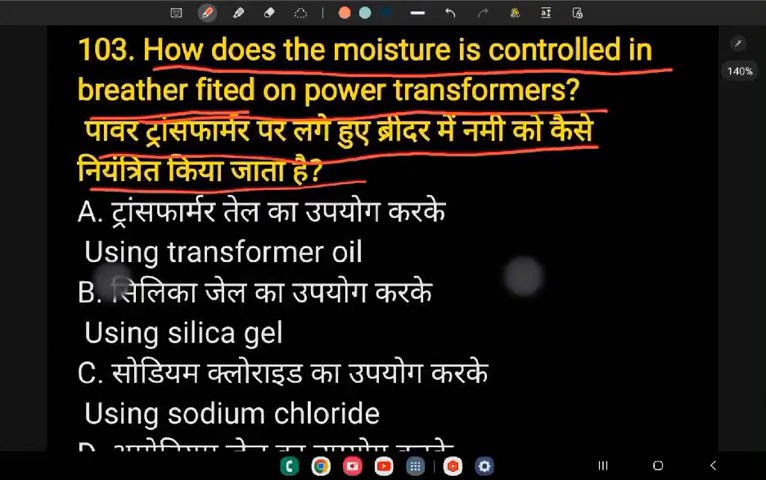 140%
103. How does the moisture is controlled in
breather fited on power transformers?
पावर ट्रांसफार्मर पर लगे हुए ब्रीदर में नमी को कैसे
नियंत्रित किया जाता है?
A. ट्रांसफार्मर तेल का उपयोग करके
Using transformer oil
B. सिलिका जेल का उपयोग करके
Using silica gel
C. सोडियम क्लोराइड का उपयोग करके
Using sodium chloride
D.